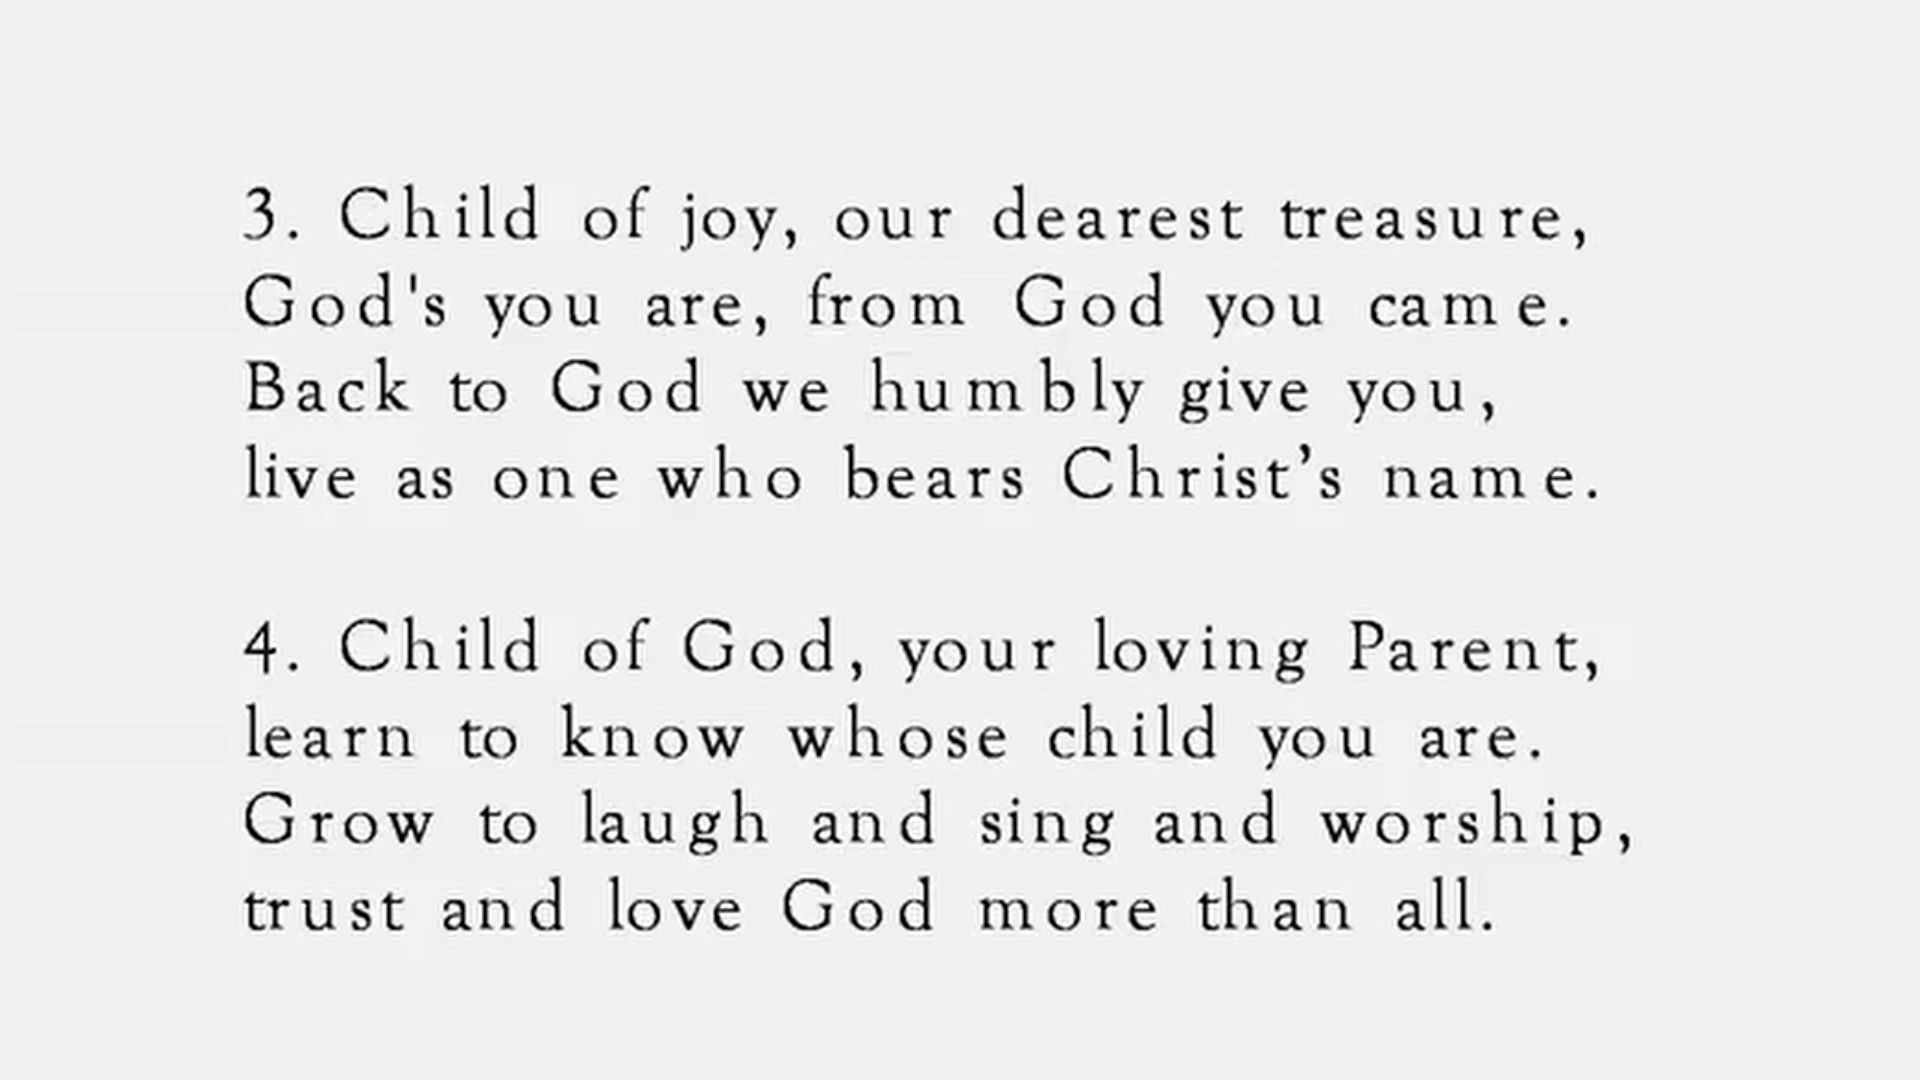 3. Child of joy, our dearest treasure,
God's you are, from God you came.
Back to God we humbly give you,
live as one who bears Christ’s name.
4. Child of God, your loving Parent,
learn to know whose child you are.
Grow to laugh and sing and worship,
trust and love God more than all.